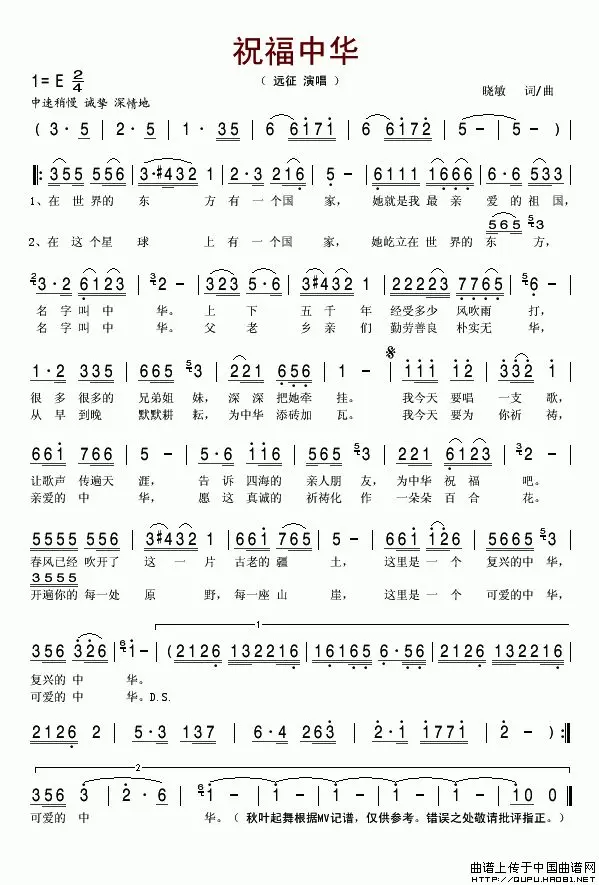 祝福中华
1=E 2/4
（ 远征 演唱 ）
中速稍慢 诚挚 深情地
晓敏 词/曲
( 3· 5 | 2· 5 | 1· 35 | 6 6171 | 6 6172 | 5 - | 5 - )
|: 355 555 | 3·#432 1 | 2·3 216 | 5 - | 6111 1666 | 6·6 533 |
1、在 世界的 东 方 有 一个国 家， 她就是我 最 亲 爱的 祖国，
565 5 3
2、在 这个星 球 上 有 一个国 家， 她屹立在 世界的 东 方，
2 3·2 6123 | 3 2 - | 323 5356 | 3#432 1 | 22223 7765 | 5 6 - |
名 字叫中 华。 上 下 五千 年 经受多少 风吹雨 打，
名 字叫中 华。 父 老 乡亲 们 勤劳善良 朴实无 华，
1·2 335 | 665 5 3 | 221 656 | 1 - | 111 12 | 332 1 |
很 多 很多的 兄弟姐 妹， 深 深 把她牵 挂。 我今天 要唱 一支 歌，
从 早 到晚 默默耕 耘， 为中华 添砖加 瓦。 我今天 要为 你祈 祷，
661 766 | 5 - | 5·6 116 | 565 5 3 | 221 6123 | 3 2 - |
让歌声 传遍天 涯， 告 诉 四海的 亲人朋 友， 为中华 祝 福 吧。
亲爱的 中 华， 愿 这 真诚的 祈祷化 作 一朵朵 百 合 花。
5555 556 | 3#432 1 | 661 765 | 5 - | 661 126 | 5265 5 3 |
春风已经 吹开了 这 一 片 古老的 疆 土， 这里是 一 个 复兴的 中 华，
3555
开遍你的 每一处 原 野，每一座 山 崖， 这里是 一 个 可爱的 中 华，
1
356 326 | 6 1 - | (2126 132216 | 16165 6·56 | 2126 132216 |
复兴的 中 华。
可爱的 中 华。D.S.
2126 2 | 5·3 137 | 6·4 263 | 2·1 1771 | 2 - ) :|
2
356 3 | 2·6 | 1 - | 1 - | 1 - | 1 0 |
可爱的 中 华。（ 秋叶起舞根据MV记谱，仅供参考。错误之处敬请批评指正。）
曲谱上传于中国曲谱网
HTTP://QUPU.HAO81.NET